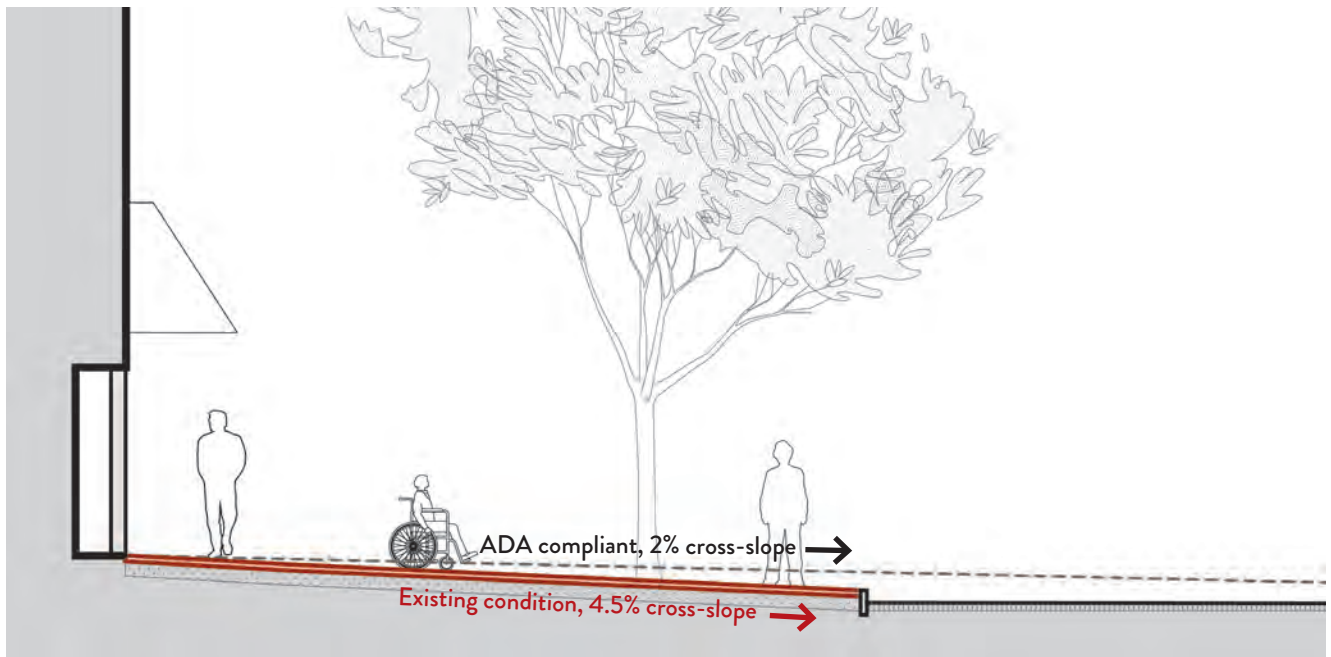 ADA compliant, 2% cross-slope
Existing condition, 4.5% cross-slope